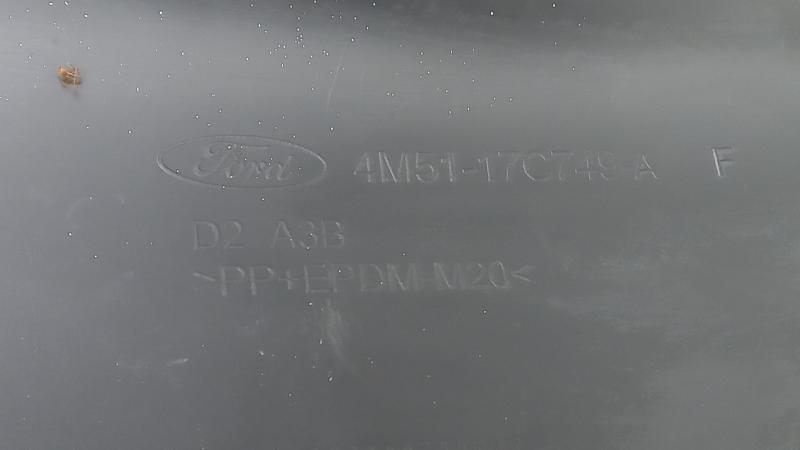 Ford 4M51-17C749-A F
D2 A3B
>PP+EPDM-M20<